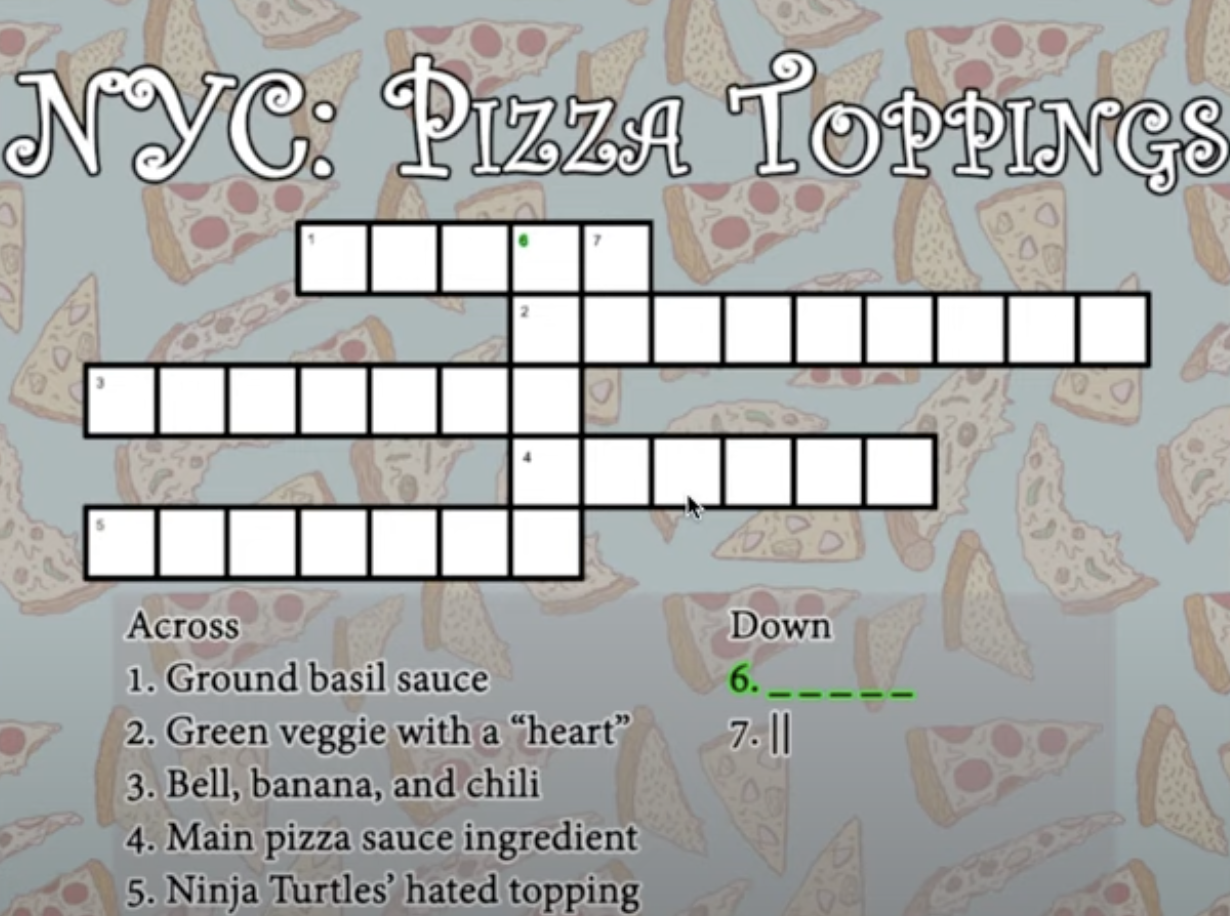 NYC: PIZZA TOPPINGS
1 6 7
2
3
4
5
Across
1. Ground basil sauce
2. Green veggie with a “heart”
3. Bell, banana, and chili
4. Main pizza sauce ingredient
5. Ninja Turtles’ hated topping
Down
6. _ _ _ _ _
7. ||